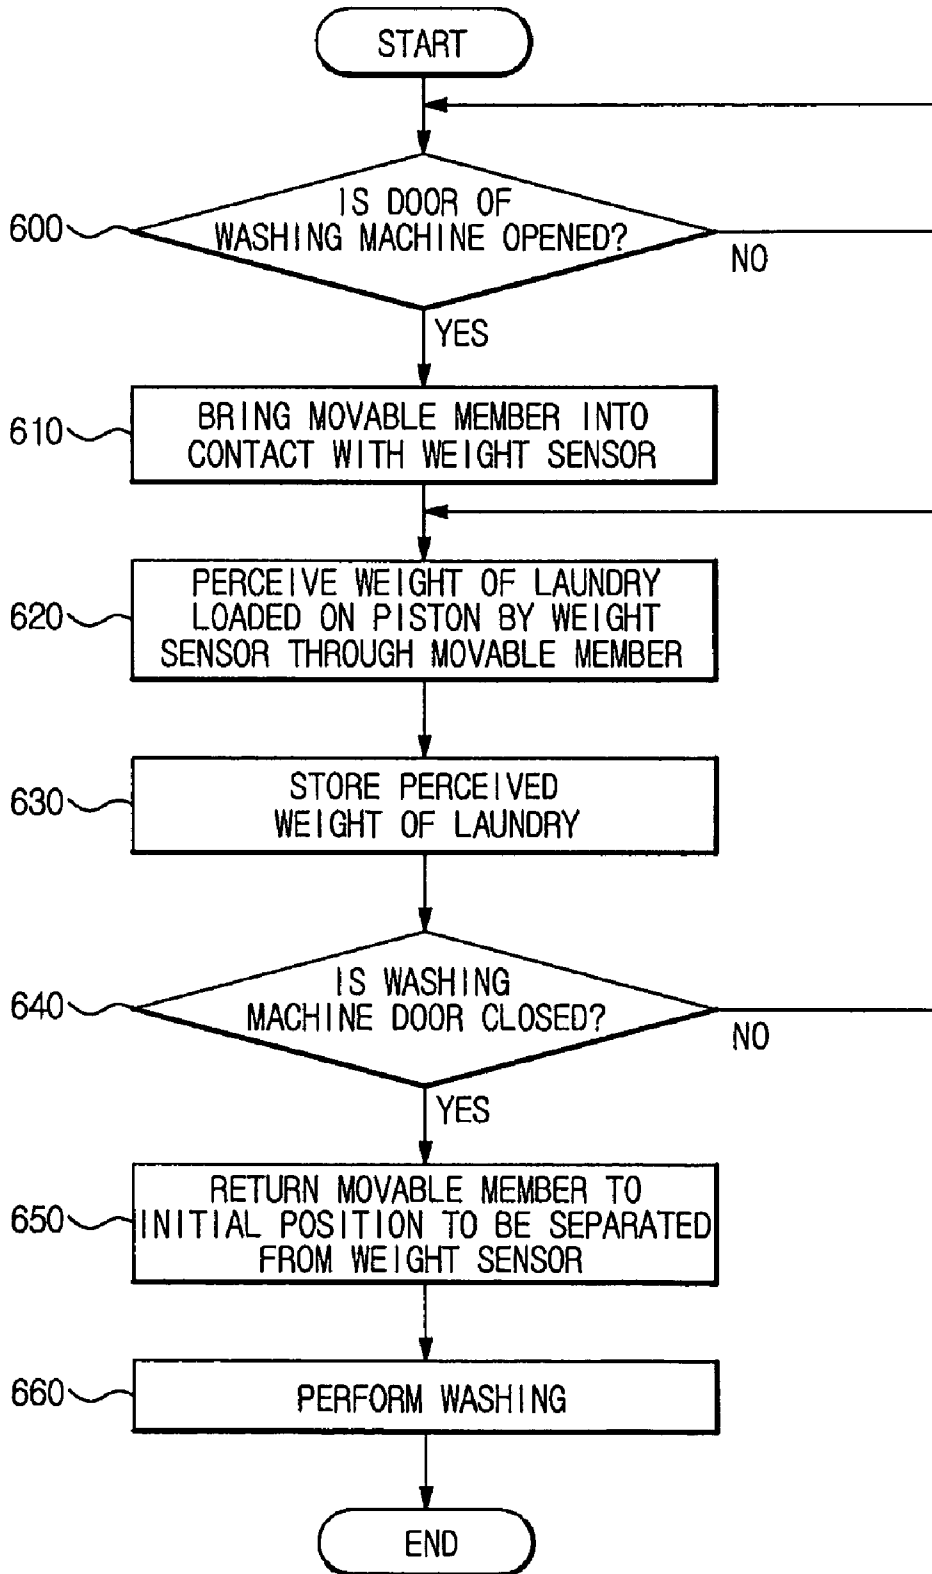 START
600
IS DOOR OF
WASHING MACHINE OPENED?
NO
YES
610
BRING MOVABLE MEMBER INTO
CONTACT WITH WEIGHT SENSOR
620
PERCEIVE WEIGHT OF LAUNDRY
LOADED ON PISTON BY WEIGHT
SENSOR THROUGH MOVABLE MEMBER
630
STORE PERCEIVED
WEIGHT OF LAUNDRY
640
IS WASHING
MACHINE DOOR CLOSED?
NO
YES
650
RETURN MOVABLE MEMBER TO
INITIAL POSITION TO BE SEPARATED
FROM WEIGHT SENSOR
660
PERFORM WASHING
END